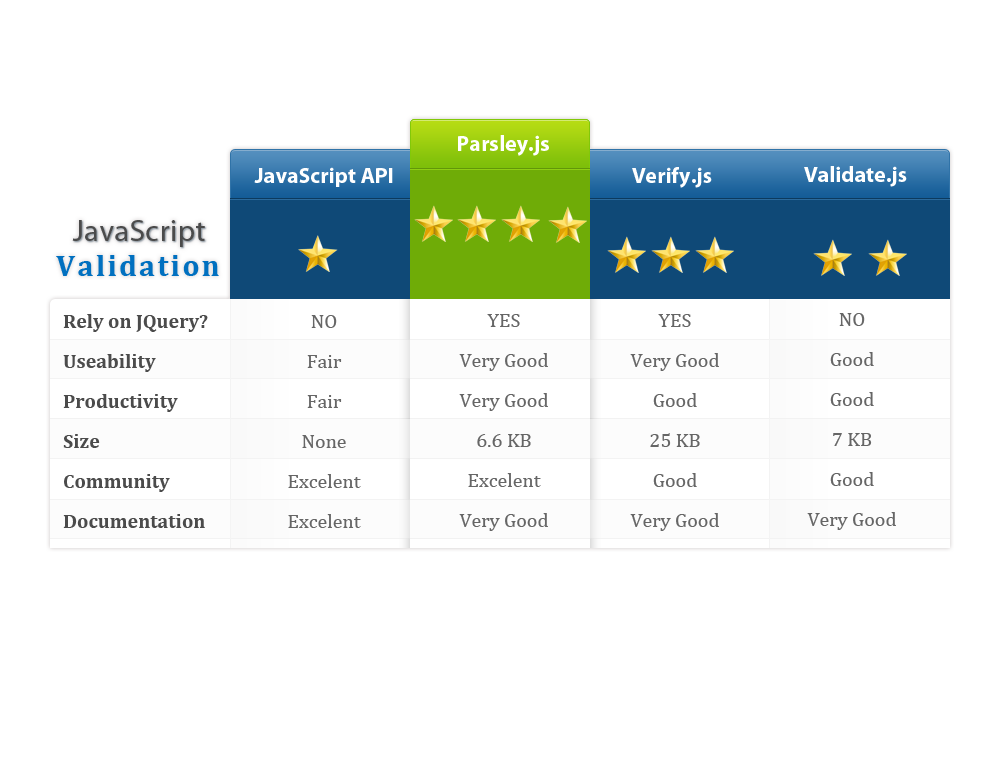 JavaScript API Parsley.js Verify.js Validate.js
JavaScript
Validation
Rely on JQuery? NO YES YES NO
Useability Fair Very Good Very Good Good
Productivity Fair Very Good Good Good
Size None 6.6 KB 25 KB 7 KB
Community Excelent Excelent Good Good
Documentation Excelent Very Good Very Good Very Good